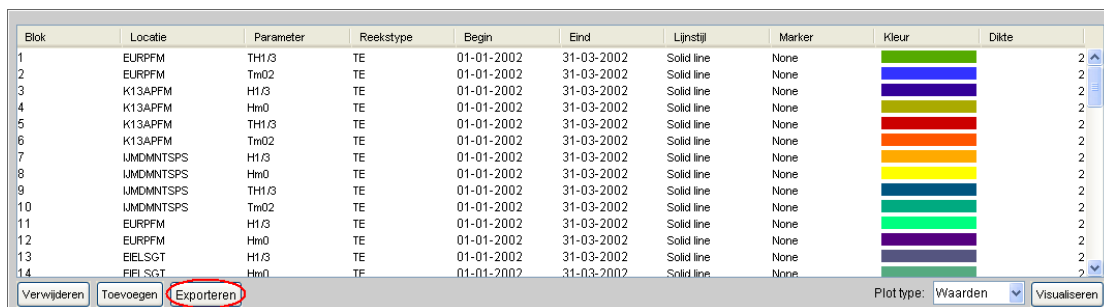 Blok Locatie Parameter Reekstype Begin Eind Lijnstijl Marker Kleur Dikte
1 EURPFM TH1/3 TE 01-01-2002 31-03-2002 Solid line None 2
2 EURPFM Tm02 TE 01-01-2002 31-03-2002 Solid line None 2
3 K13APFM H1/3 TE 01-01-2002 31-03-2002 Solid line None 2
4 K13APFM Hm0 TE 01-01-2002 31-03-2002 Solid line None 2
5 K13APFM TH1/3 TE 01-01-2002 31-03-2002 Solid line None 2
6 K13APFM Tm02 TE 01-01-2002 31-03-2002 Solid line None 2
7 IJMDMNTSPS H1/3 TE 01-01-2002 31-03-2002 Solid line None 2
8 IJMDMNTSPS Hm0 TE 01-01-2002 31-03-2002 Solid line None 2
9 IJMDMNTSPS TH1/3 TE 01-01-2002 31-03-2002 Solid line None 2
10 IJMDMNTSPS Tm02 TE 01-01-2002 31-03-2002 Solid line None 2
11 EURPFM H1/3 TE 01-01-2002 31-03-2002 Solid line None 2
12 EURPFM Hm0 TE 01-01-2002 31-03-2002 Solid line None 2
13 EIELSGT H1/3 TE 01-01-2002 31-03-2002 Solid line None 2
14 EIELSGT Hm0 TE 01-01-2002 31-03-2002 Solid line None 2
Verwijderen Toevoegen Exporteren Plot type: Waarden Visualiseren